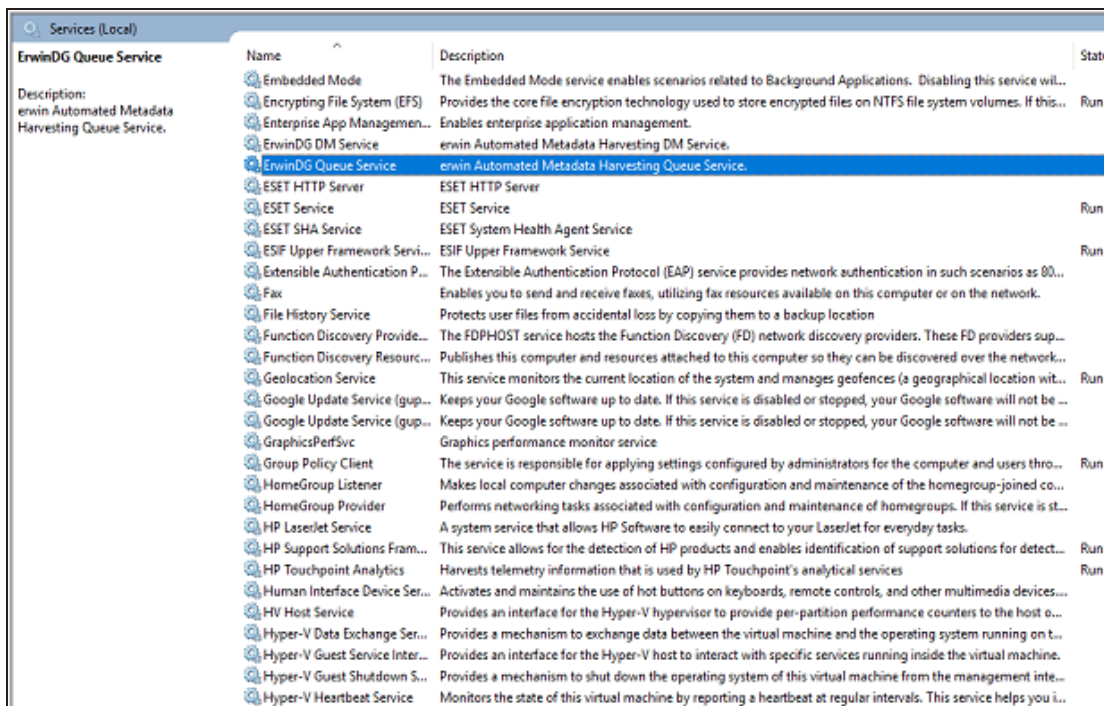 Services (Local)
ErwinDG Queue Service
Description:
erwin Automated Metadata
Harvesting Queue Service.
Name Description Stat
Embedded Mode The Embedded Mode service enables scenarios related to Background Applications. Disabling this service wil...
Encrypting File System (EFS) Provides the core file encryption technology used to store encrypted files on NTFS file system volumes. If this... Run
Enterprise App Managemen... Enables enterprise application management.
ErwinDG DM Service erwin Automated Metadata Harvesting DM Service.
ErwinDG Queue Service erwin Automated Metadata Harvesting Queue Service.
ESET HTTP Server ESET HTTP Server
ESET Service ESET Service Run
ESET SHA Service ESET System Health Agent Service
ESIF Upper Framework Servi... ESIF Upper Framework Service Run
Extensible Authentication P... The Extensible Authentication Protocol (EAP) service provides network authentication in such scenarios as 80...
Fax Enables you to send and receive faxes, utilizing fax resources available on this computer or on the network.
File History Service Protects user files from accidental loss by copying them to a backup location
Function Discovery Provide... The FDPHOST service hosts the Function Discovery (FD) network discovery providers. These FD providers sup...
Function Discovery Resourc... Publishes this computer and resources attached to this computer so they can be discovered over the network...
Geolocation Service This service monitors the current location of the system and manages geofences (a geographical location wit... Run
Google Update Service (gup... Keeps your Google software up to date. If this service is disabled or stopped, your Google software will not be ...
Google Update Service (gup... Keeps your Google software up to date. If this service is disabled or stopped, your Google software will not be ...
GraphicsPerfSvc Graphics performance monitor service
Group Policy Client The service is responsible for applying settings configured by administrators for the computer and users thro... Run
HomeGroup Listener Makes local computer changes associated with configuration and maintenance of the homegroup-joined co...
HomeGroup Provider Performs networking tasks associated with configuration and maintenance of homegroups. If this service is st...
HP LaserJet Service A system service that allows HP Software to easily connect to your LaserJet for everyday tasks.
HP Support Solutions Fram... This service allows for the detection of HP products and enables identification of support solutions for detect... Run
HP Touchpoint Analytics Harvests telemetry information that is used by HP Touchpoint's analytical services Run
Human Interface Device Ser... Activates and maintains the use of hot buttons on keyboards, remote controls, and other multimedia devices....
HV Host Service Provides an interface for the Hyper-V hypervisor to provide per-partition performance counters to the host o...
Hyper-V Data Exchange Ser... Provides a mechanism to exchange data between the virtual machine and the operating system running on t...
Hyper-V Guest Service Inter... Provides an interface for the Hyper-V host to interact with specific services running inside the virtual machine.
Hyper-V Guest Shutdown S... Provides a mechanism to shut down the operating system of this virtual machine from the management inte...
Hyper-V Heartbeat Service Monitors the state of this virtual machine by reporting a heartbeat at regular intervals. This service helps you i...